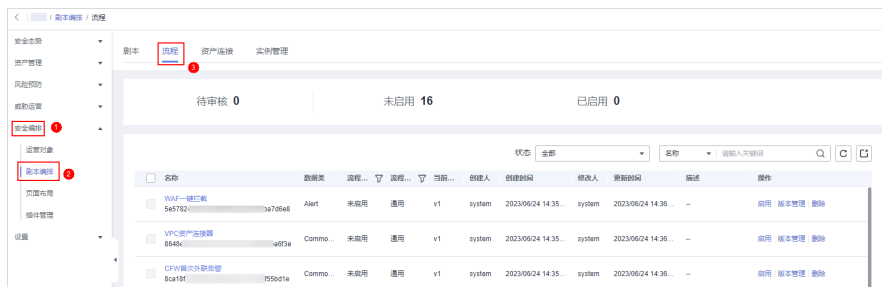 / 剧本编排 / 流程
安全态势
资产管理
风险预防
威胁运营
安全编排 1
运营对象
剧本编排 2
页面布局
插件管理
设置
剧本 流程 资产连接 实例管理
3
待审核 0 未启用 16 已启用 0
状态 全部 名称 请输入关键词
名称 数据类 流程... 流程... 当前... 创建人 创建时间 修改人 更新时间 描述 操作
WAF一键拦截 Alert 未启用 通用 v1 system 2023/06/24 14:35... system 2023/06/24 14:36... -- 启用 版本管理 删除
5e5782 ba7d6e8
VPC资产连接器 Commo... 未启用 通用 v1 system 2023/06/24 14:35... system 2023/06/24 14:36... -- 启用 版本管理 删除
8648 a6f3e
CFW首次外联告警 Commo... 未启用 通用 v1 system 2023/06/24 14:35... system 2023/06/24 14:36... -- 启用 版本管理 删除
8ca18f f55bd1e